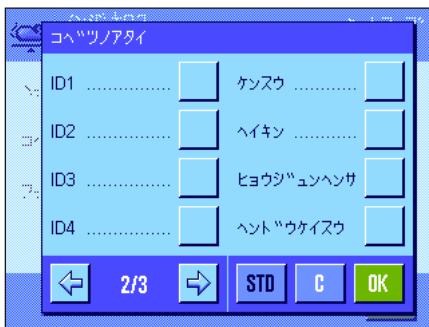 コヘ"ツノアタイ
ID1 ................
ケンスウ ............
ID2 ................
ヘイキン ............
ID3 ................
ヒョウシ"ュンヘンサ
ID4 ................
ヘント"ウケイスウ
2/3
STD
C
OK